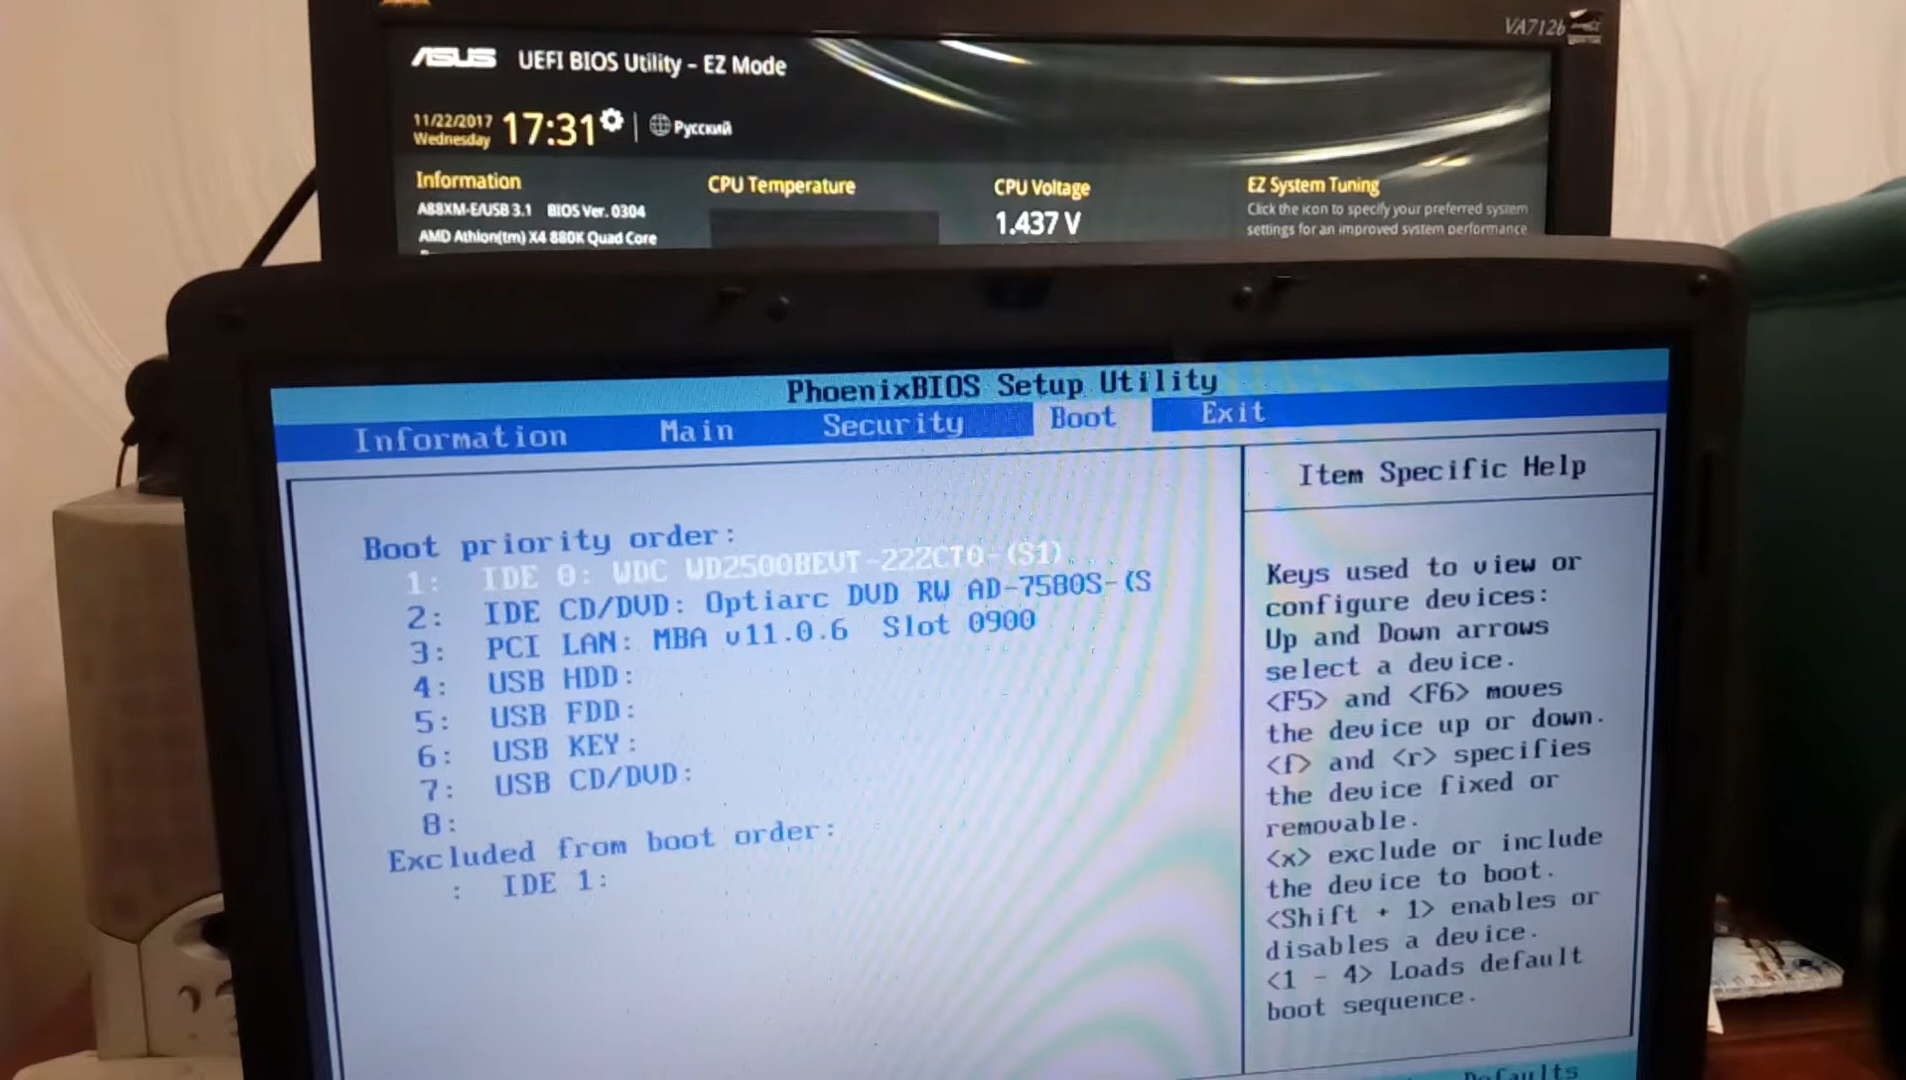 VA712b
ASUS UEFI BIOS Utility – EZ Mode
11/22/2017
Wednesday
17:31
Русский
Information
A88XM-E/USB 3.1 BIOS Ver. 0304
AMD Athlon(tm) X4 880K Quad Core
CPU Temperature
CPU Voltage
1.437 V
EZ System Tuning
Click the icon to specify your preferred system
settings for an improved system performance
PhoenixBIOS Setup Utility
Information Main Security Boot Exit
Boot priority order:
1: IDE 0: WDC WD2500BEVT-22ZCT0-(S1)
2: IDE CD/DVD: Optiarc DVD RW AD-7580S-(S
3: PCI LAN: MBA v11.0.6 Slot 0900
4: USB HDD:
5: USB FDD:
6: USB KEY:
7: USB CD/DVD:
8:
Excluded from boot order:
: IDE 1:
Item Specific Help
Keys used to view or
configure devices:
Up and Down arrows
select a device.
<F5> and <F6> moves
the device up or down.
<f> and <r> specifies
the device fixed or
removable.
<x> exclude or include
the device to boot.
<Shift + 1> enables or
disables a device.
<1 - 4> Loads default
boot sequence.
Defaults